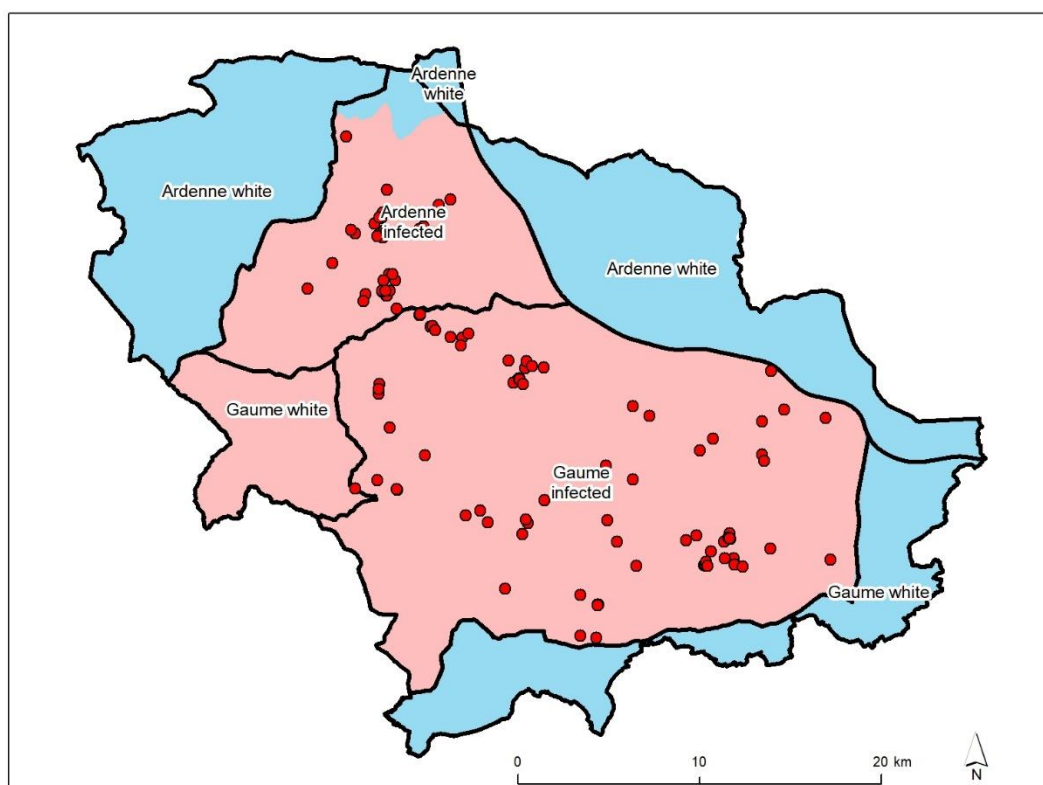 Ardenne
white
Ardenne white
Ardenne
infected
Ardenne white
Gaume white
Gaume
infected
Gaume white
0 10 20 km
N